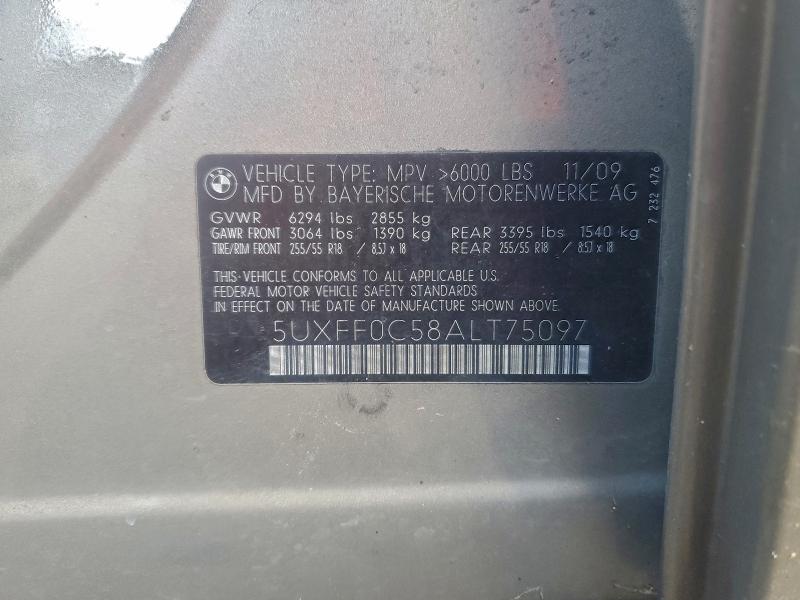 BMW
VEHICLE TYPE: MPV >6000 LBS 11/09
MFD BY BAYERISCHE MOTORENWERKE AG
GVWR 6294 lbs 2855 kg
GAWR FRONT 3064 lbs 1390 kg REAR 3395 lbs 1540 kg
TIRE/RIM FRONT 255/55 R18 / 8.5J x 18 REAR 255/55 R18 / 8.5J x 18
THIS VEHICLE CONFORMS TO ALL APPLICABLE U.S.
FEDERAL MOTOR VEHICLE SAFETY STANDARDS
IN EFFECT ON THE DATE OF MANUFACTURE SHOWN ABOVE.
5UXFF0C58ALT75097
7 232 476